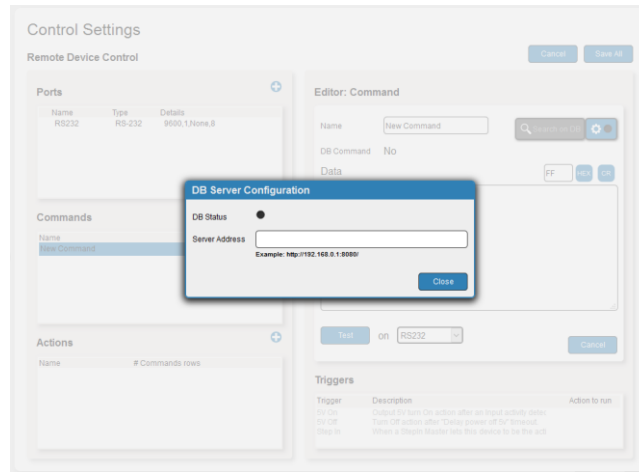 Control Settings
Remote Device Control
Cancel Save All
Ports
Name Type Details
RS232 RS-232 9600,1,None,8
Commands
Name
New Command
Actions
Name # Commands rows
Editor: Command
Name New Command Search in DB
DB Command No
Data FF HEX CR
DB Server Configuration
DB Status
Server Address
Example: http://192.168.0.1:8080/
Close
Test on RS232 Cancel
Triggers
Trigger Description Action to run
5V On Output 5V turn On action after an input activity detec
5V Off Turn Off action after "Delay power-off 5V" timeout
Step in When a Step-in Master sets this device to be the acti